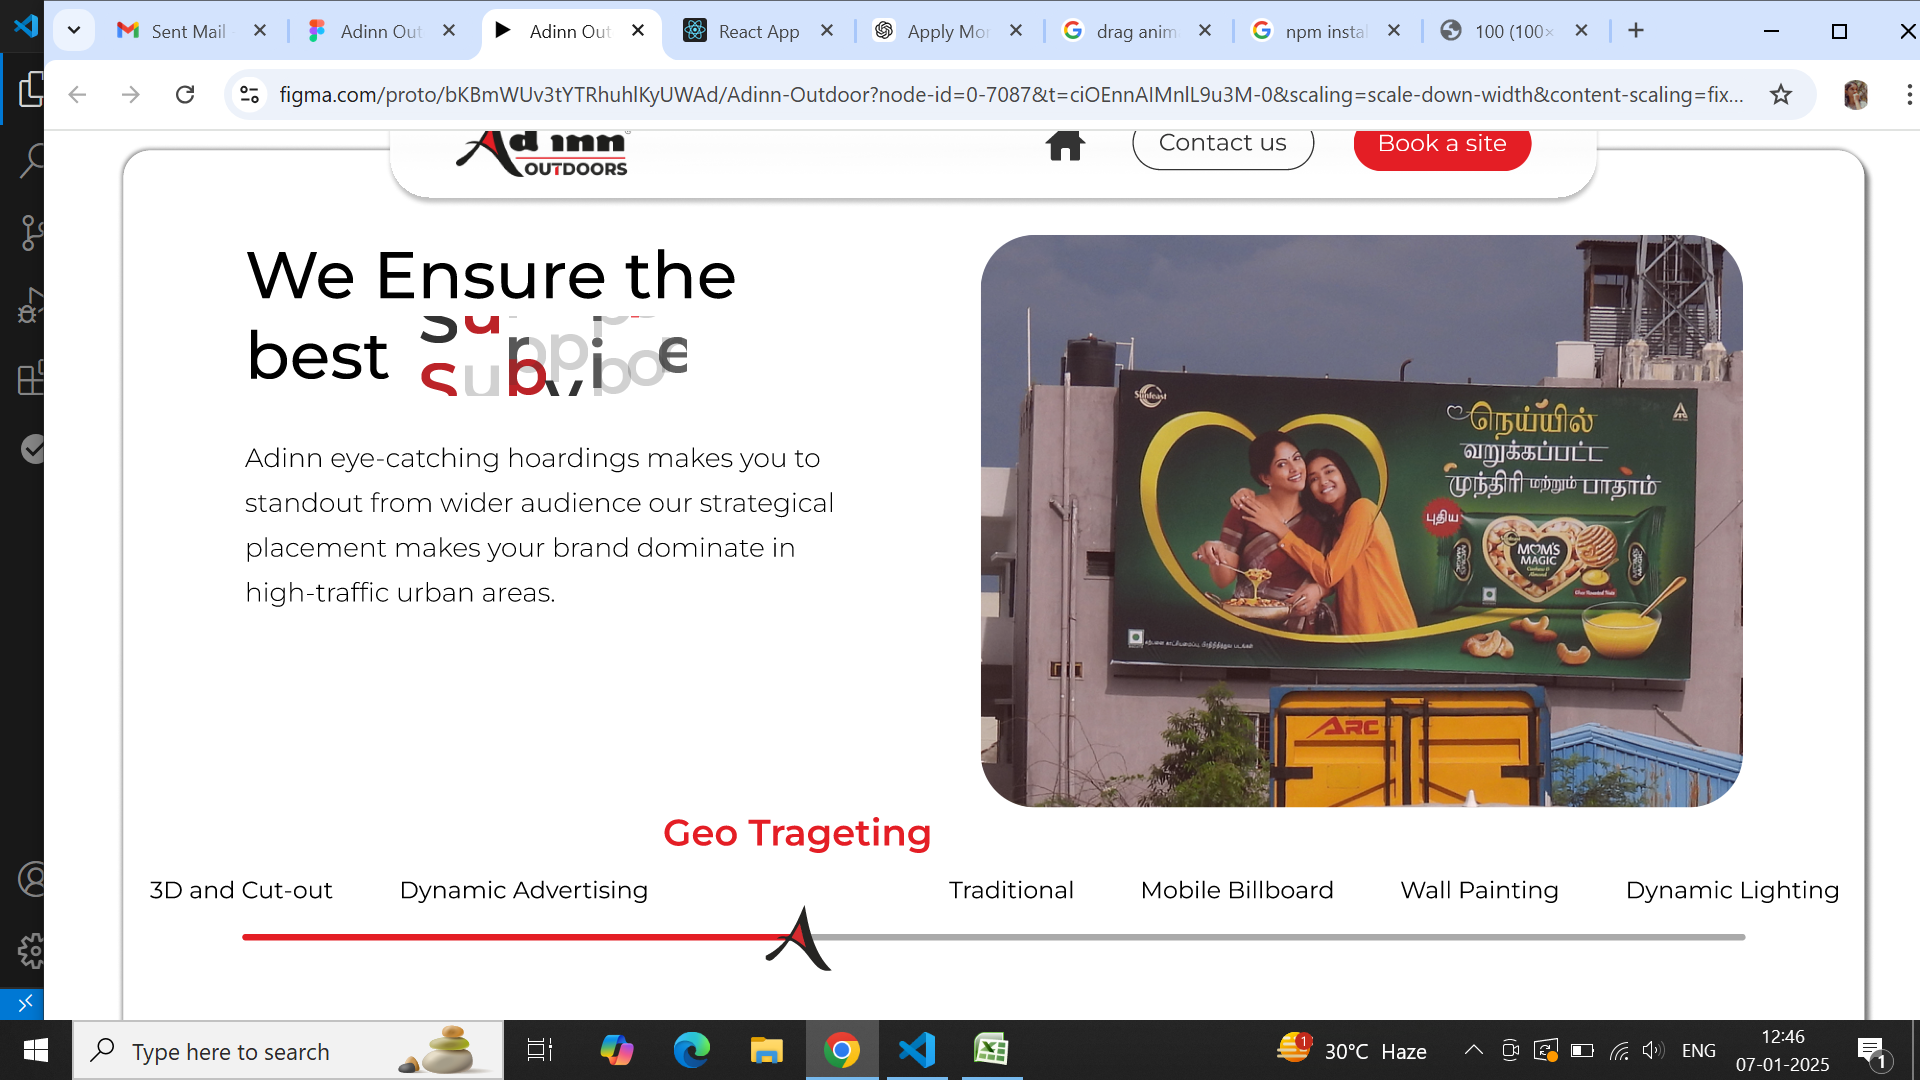 Sent Mail
Adinn Out
Adinn Out
React App
Apply Mor
drag anim
npm instal
100 (100×
figma.com/proto/bKBmWUv3tYTRhuhlKyUWAd/Adinn-Outdoor?node-id=0-7087&t=ciOEnnAIMnlL9u3M-0&scaling=scale-down-width&content-scaling=fix...
Adinn
OUTDOORS
Contact us
Book a site
We Ensure the
best
Adinn eye-catching hoardings makes you to
standout from wider audience our strategical
placement makes your brand dominate in
high-traffic urban areas.
Sunfeast
நெய்யில்
வறுக்கப்பட்ட
முந்திரி மற்றும் பாதாம்
புதிய
MOM'S
MAGIC
ARC
Geo Trageting
3D and Cut-out
Dynamic Advertising
Traditional
Mobile Billboard
Wall Painting
Dynamic Lighting
Type here to search
1
30°C Haze
ENG
12:46
07-01-2025
1